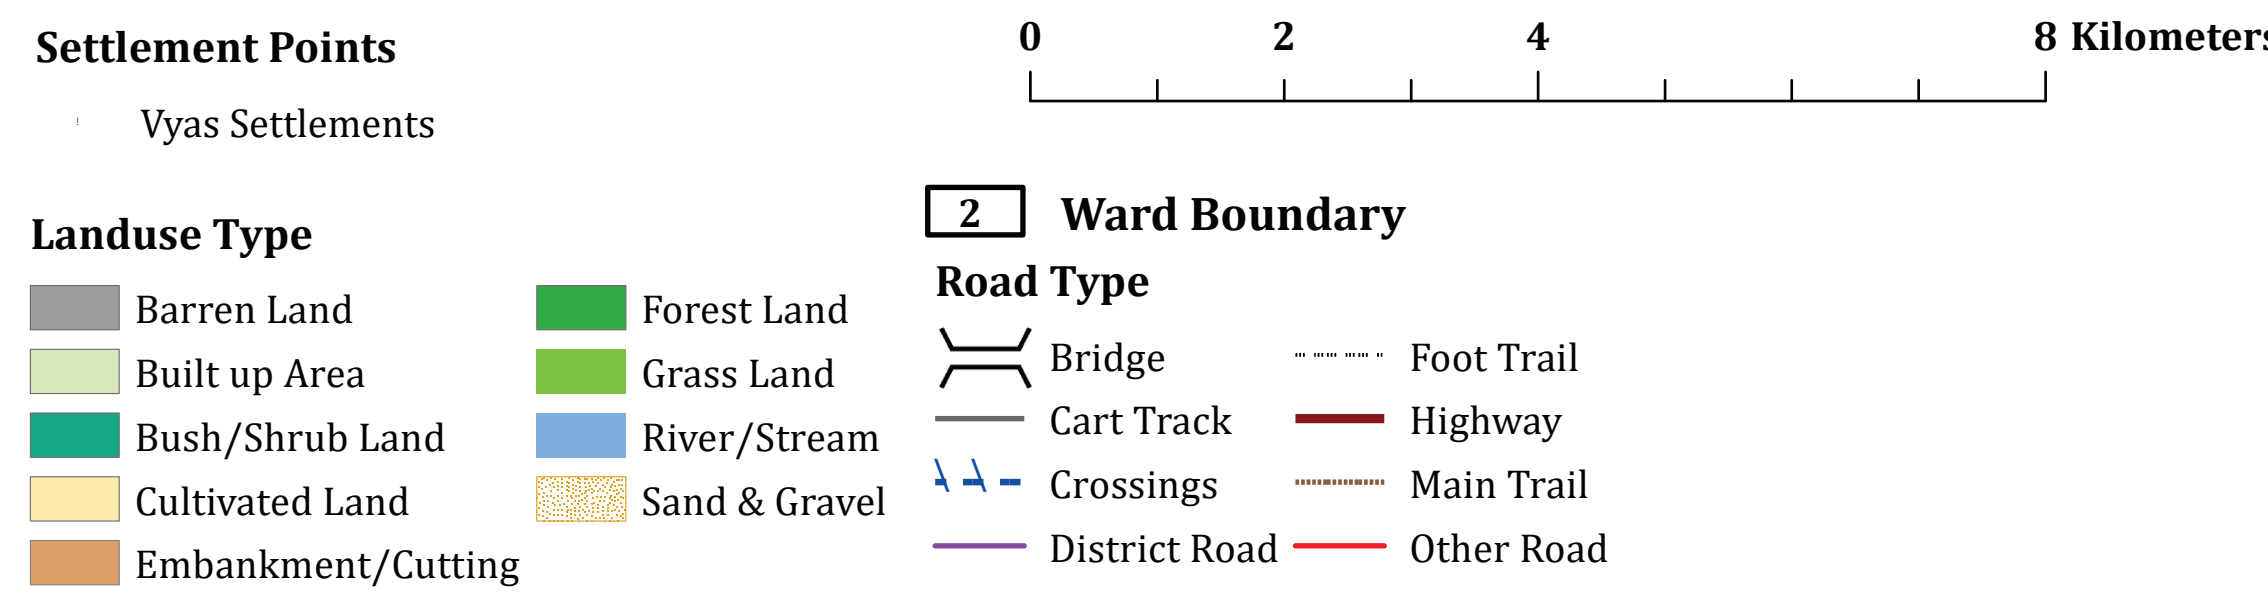 Settlement Points
Vyas Settlements
0 2 4 8 Kilometers
Landuse Type
Barren Land
Built up Area
Bush/Shrub Land
Cultivated Land
Embankment/Cutting
Forest Land
Grass Land
River/Stream
Sand & Gravel
2 Ward Boundary
Road Type
Bridge
Cart Track
Crossings
District Road
Foot Trail
Highway
Main Trail
Other Road